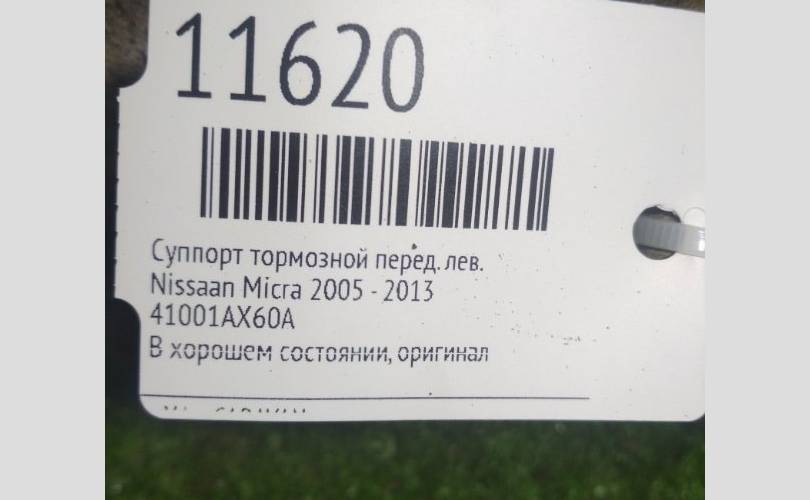 11620
Суппорт тормозной перед. лев.
Nissaan Micra 2005 - 2013
41001AX60A
В хорошем состоянии, оригинал